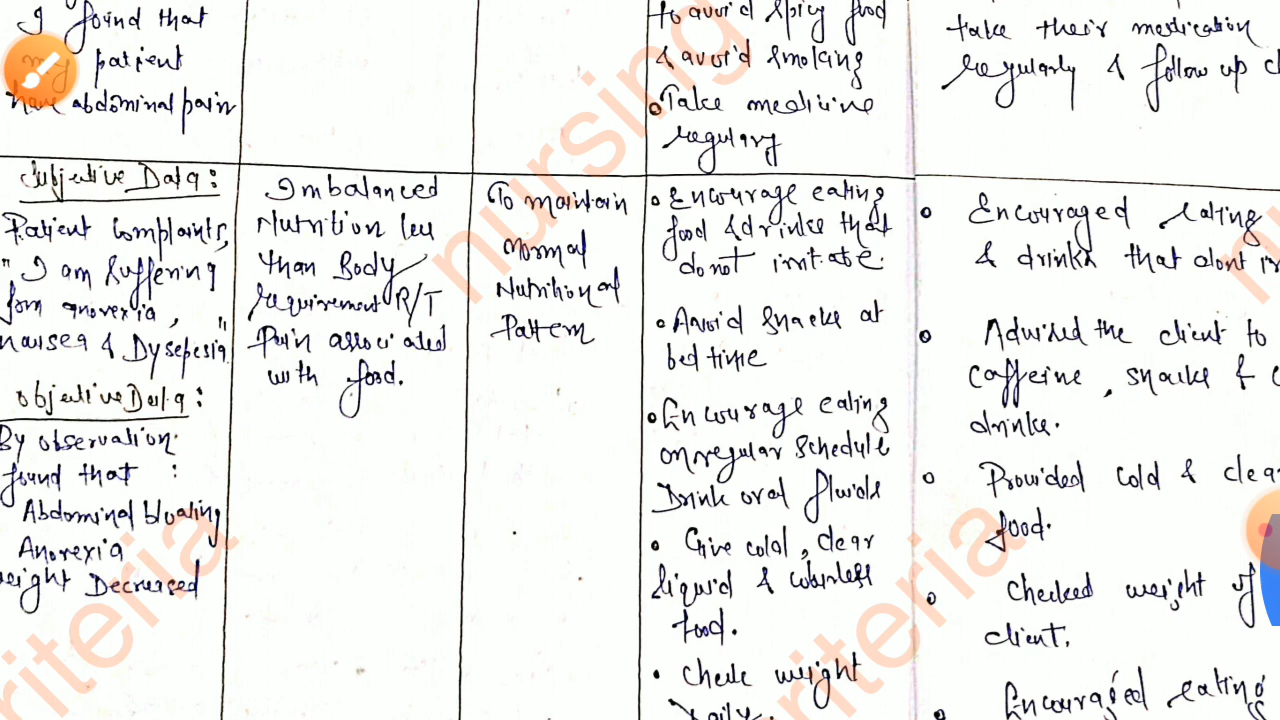 I found that
my patient
have abdominal pain
to avoid spicy food
& avoid smoking
Take medicine
regulary
take their medication
regularly & follow up
Subjective Data:
Patient Complaints,
" I am Suffering
from anorexia,
nausea & Dysepesia"
objective Data:
By observation
found that :
Abdominal bloating
Anorexia
weight Decreased
Imbalanced
Nutrition less
than Body
requirement R/T
Pain associated
with food.
To maintain
Normal
Nutritional
Pattern
Encourage eating
food & drinks that
do not irritate.
Avoid snacks at
bed time
Encourage eating
on regular schedule
Drink oral fluids
Give cold, clear
liquid & colourless
food.
Check weight
Daily.
Encouraged eating
& drinks that dont
Advised the client to
caffeine, snacks &
drinks.
Provided cold & clear
food.
Checked weight of
client.
Encouraged eating
nursing
criteria